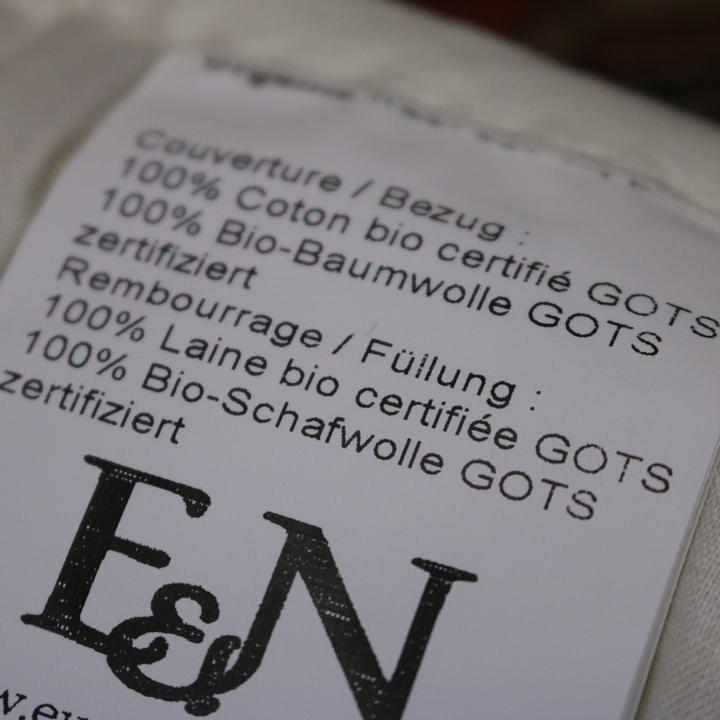 Couverture / Bezug :
100% Coton bio certifié GOTS
100% Bio-Baumwolle GOTS
zertifiziert
Rembourrage / Füllung :
100% Laine bio certifiée GOTS
100% Bio-Schafwolle GOTS
zertifiziert
E&N